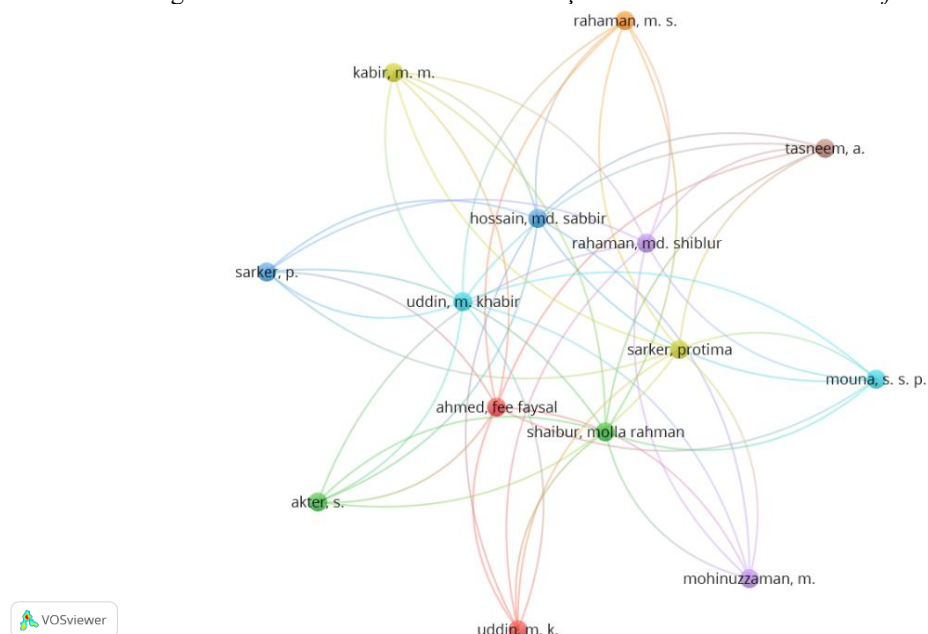 rahaman, m. s.
kabir, m. m.
tasneem, a.
hossain, md. sabbir
rahaman, md. shiblur
sarker, p.
uddin, m. khabir
sarker, protima
mouna, s. s. p.
ahmed, fee faysal
shaibur, molla rahman
akter, s.
mohinuzzaman, m.
VOSviewer
uddin, m. k.